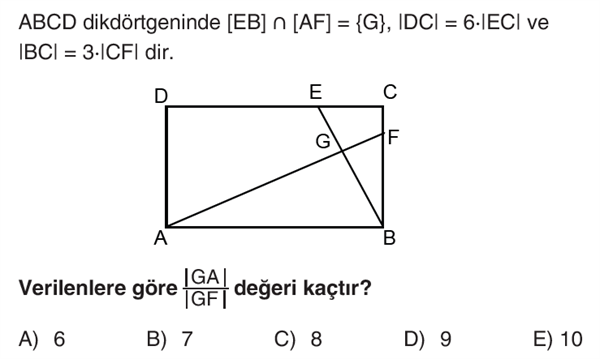 ABCD dikdörtgeninde [EB] ∩ [AF] = {G}, |DC| = 6·|EC| ve
|BC| = 3·|CF| dir.
D E C
G F
A B
Verilenlere göre |GA|/|GF| değeri kaçtır?
A) 6 B) 7 C) 8 D) 9 E) 10